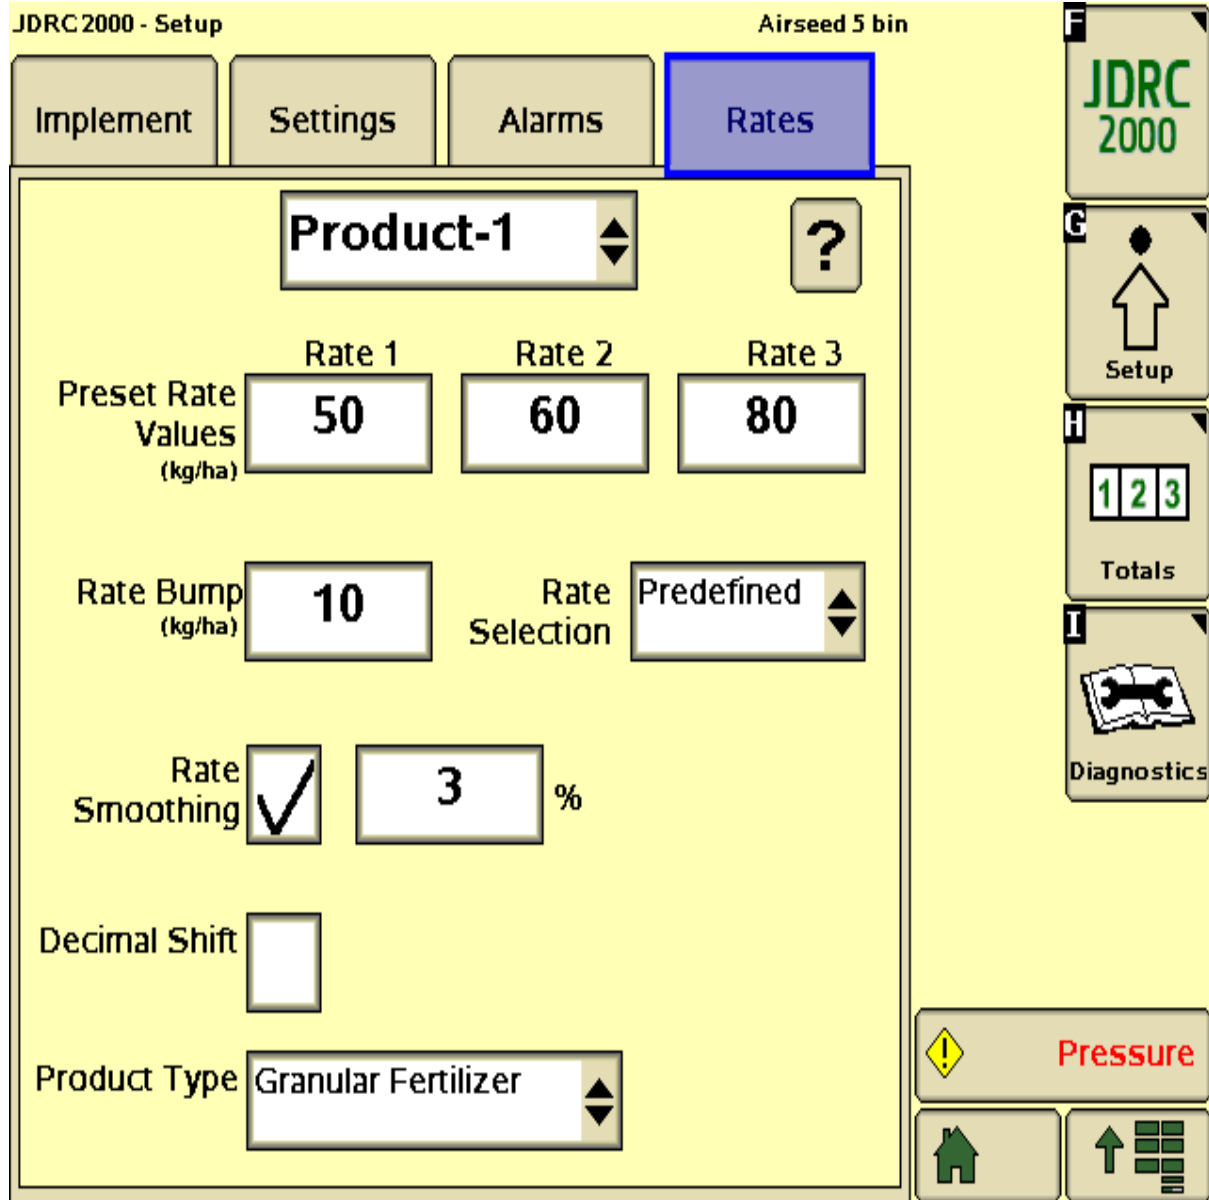 JDRC 2000 - Setup
Airseed 5 bin
Implement
Settings
Alarms
Rates
Product-1
?
Rate 1
Rate 2
Rate 3
Preset Rate
Values
(kg/ha)
50
60
80
Rate Bump
(kg/ha)
10
Rate
Selection
Predefined
Rate
Smoothing
3
%
Decimal Shift
Product Type
Granular Fertilizer
F
JDRC
2000
G
Setup
H
1 2 3
Totals
I
Diagnostics
!
Pressure